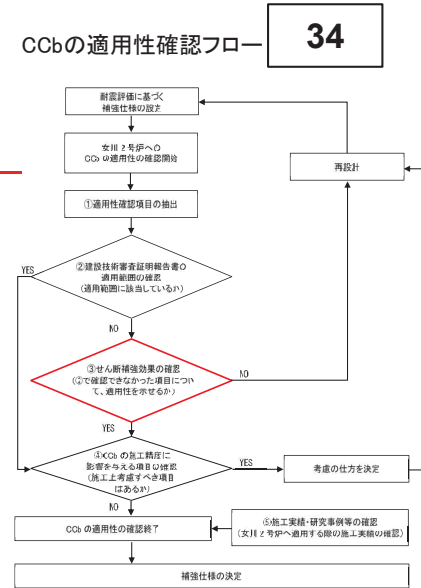 CCbの適用性確認フロー
34
耐震評価に基づく
補強仕様の設定
女川2号炉への
CCbの適用性の確認開始
再設計
①適用性確認項目の抽出
②建設技術審査証明報告書の
適用範囲の確認
(適用範囲に該当しているか)
YES
NO
③せん断補強効果の確認
(②で確認できなかった項目につい
て、適用性を示せるか)
NO
YES
④CCbの施工精度に
影響を与える項目の確認
(施工上考慮すべき項目
はあるか)
YES
考慮の仕方を決定
NO
CCbの適用性の確認終了
⑤施工実績・研究事例等の確認
(女川2号炉へ適用する際の施工実績の確認)
補強仕様の決定